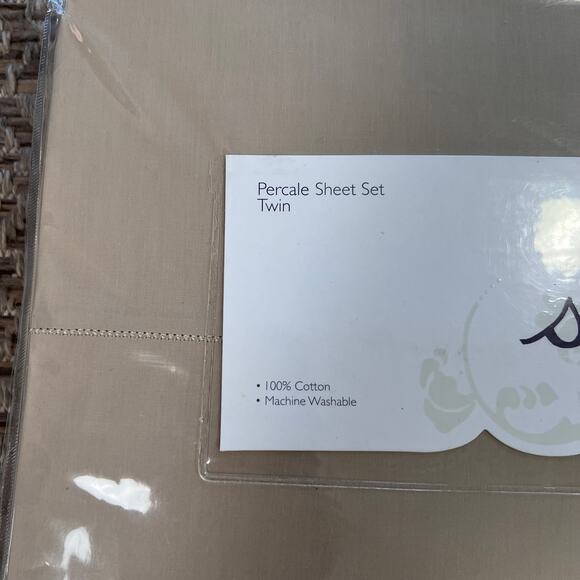 Percale Sheet Set
Twin
• 100% Cotton
• Machine Washable